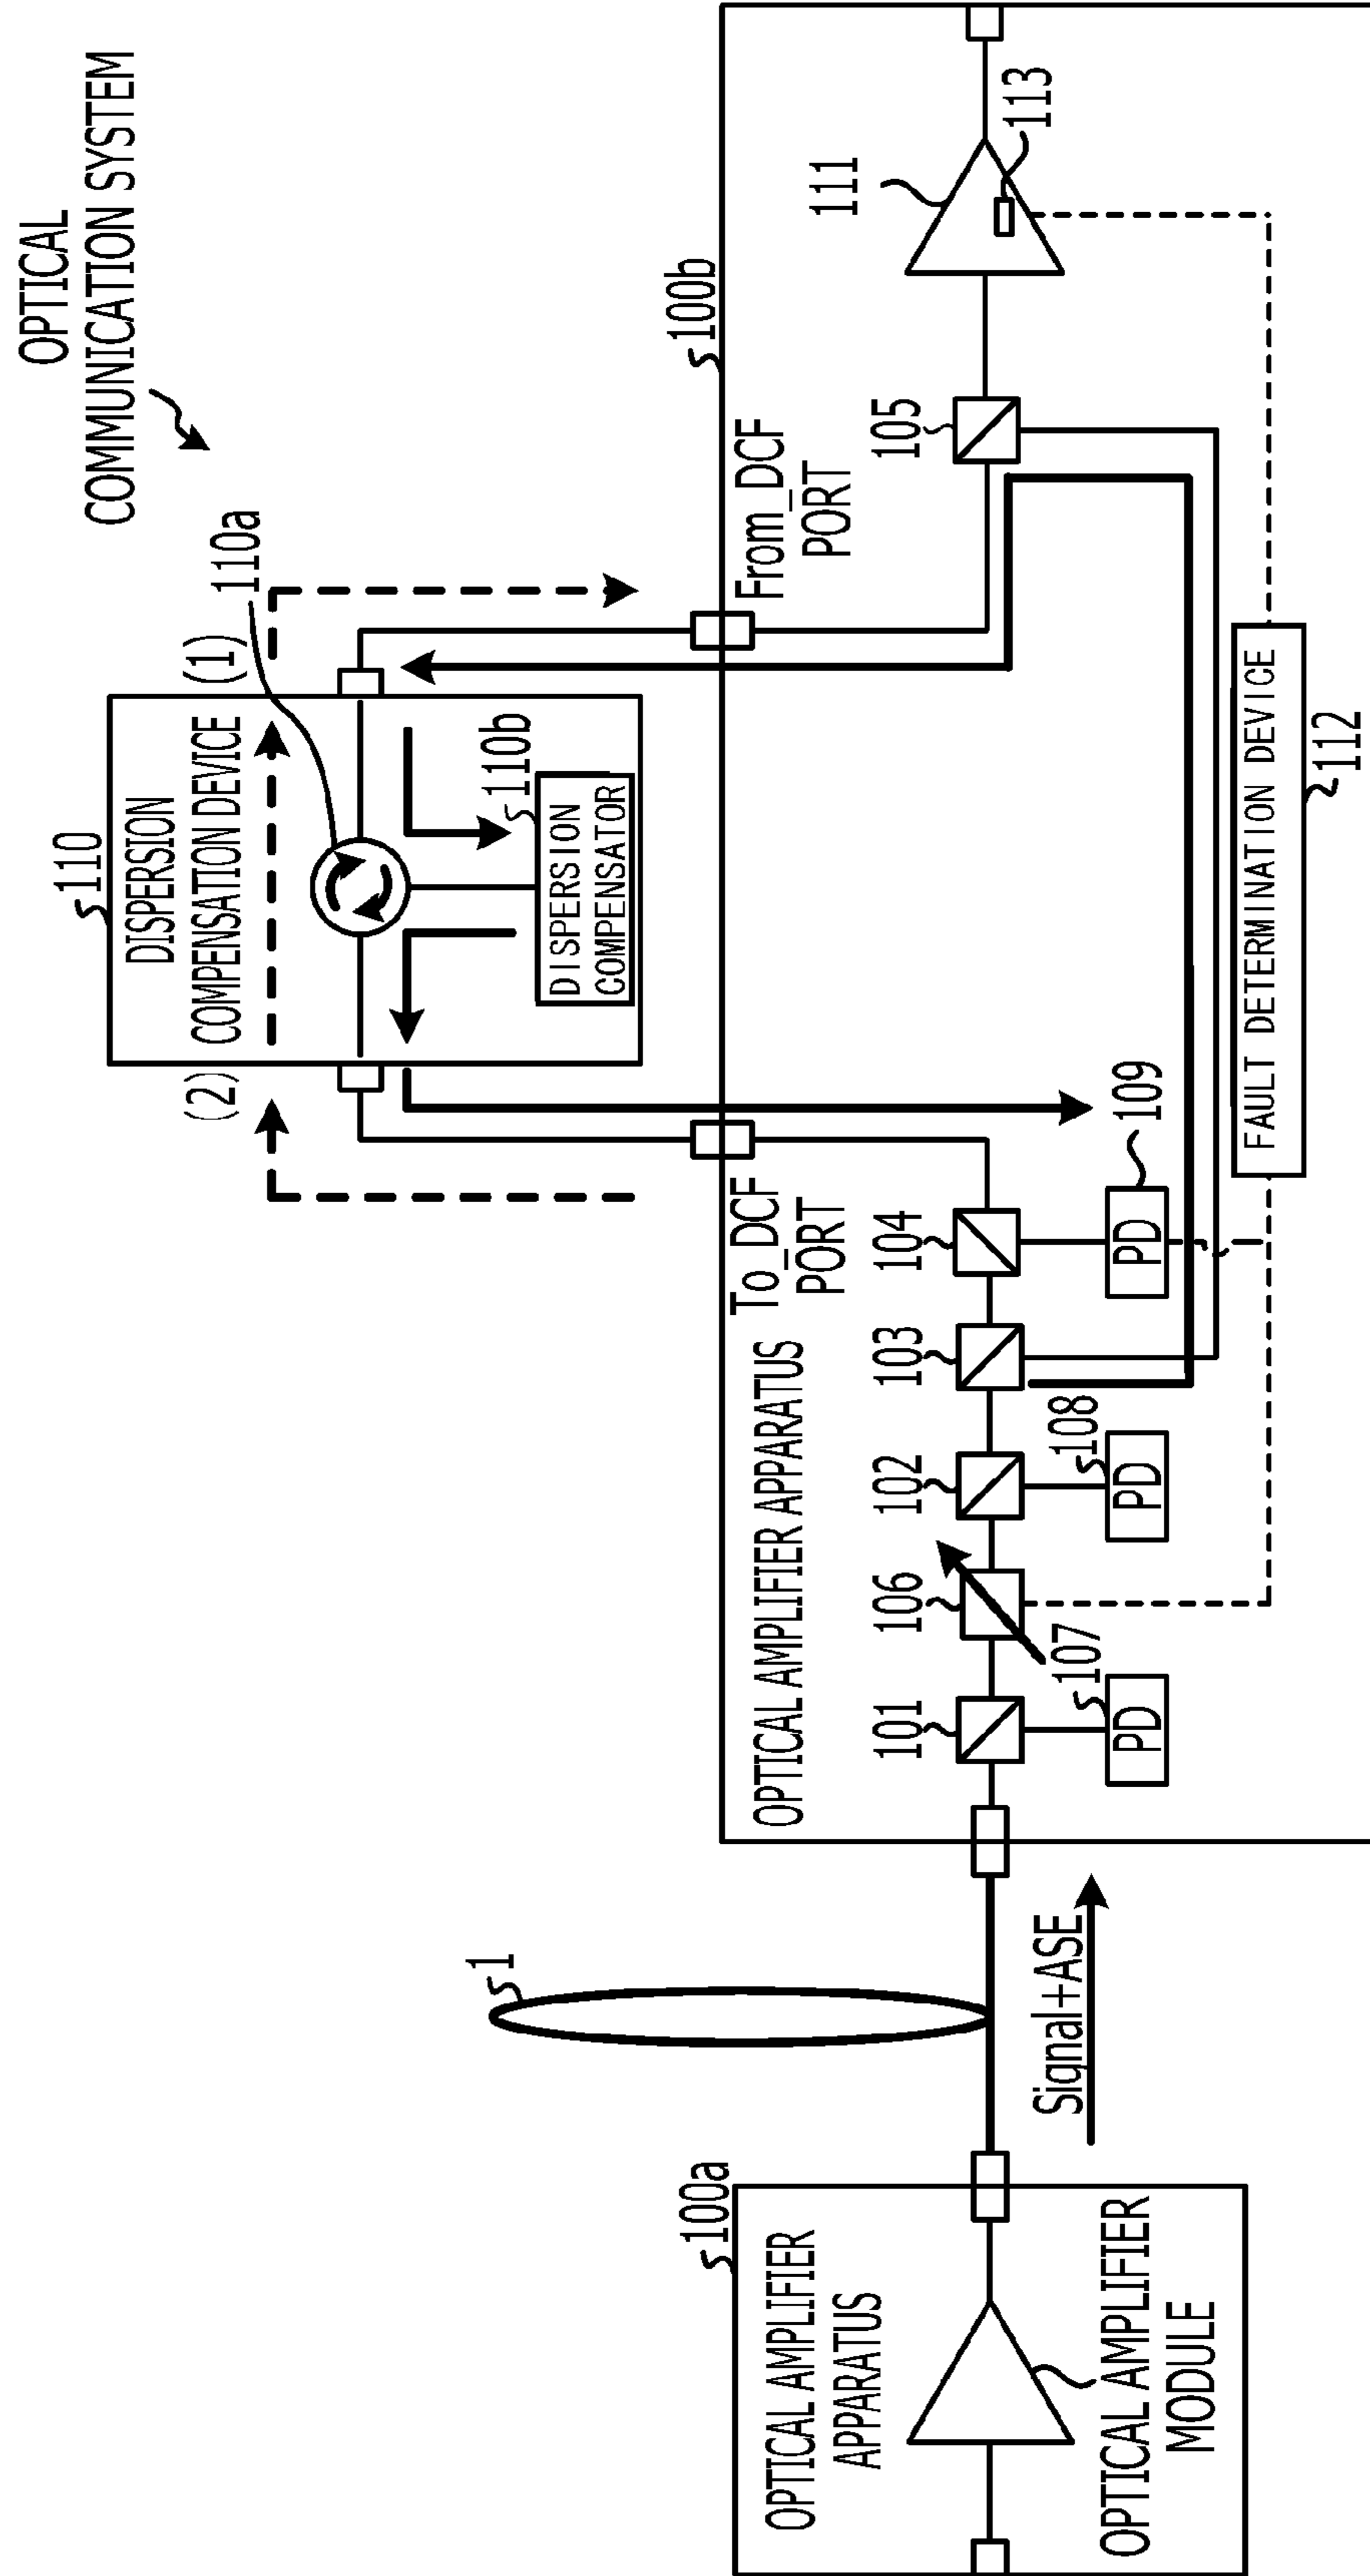 OPTICAL
COMMUNICATION SYSTEM
110
DISPERSION
(2) COMPENSATION DEVICE (1)
110a
110b
DISPERSION
COMPENSATOR
100a
OPTICAL AMPLIFIER
APPARATUS
OPTICAL AMPLIFIER
MODULE
1
Signal+ASE
100b
OPTICAL AMPLIFIER APPARATUS
To_DCF
PORT
From_DCF
PORT
101
106
102
103
104
105
111
113
107
PD
108
PD
109
PD
FAULT DETERMINATION DEVICE
112